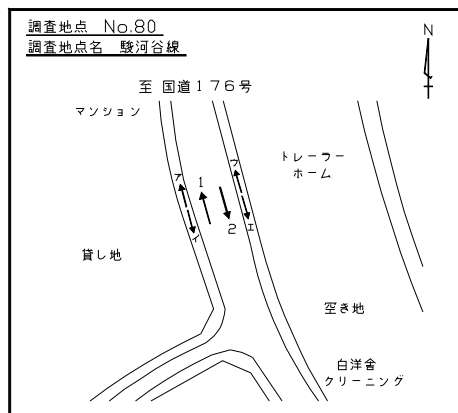 調査地点 No.80
調査地点名 駿河谷線
N
至 国道176号
マンション
トレーラー
ホーム
ア
1
ウ
イ
2
エ
貸し地
空き地
白洋舎
クリーニング